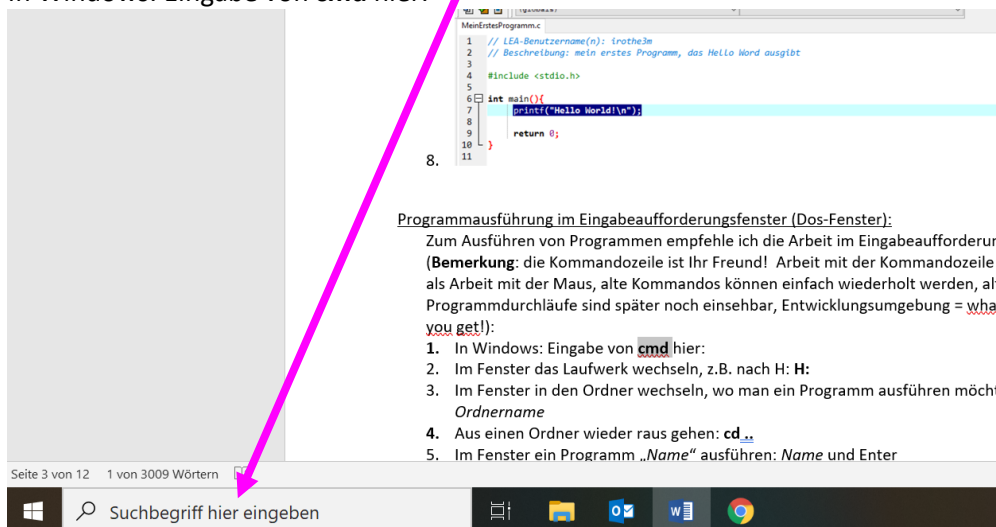 (globals)
MeinErstesProgramm.c
1 // LEA-Benutzername(n): irothe3m
2 // Beschreibung: mein erstes Programm, das Hello Word ausgibt
3
4 #include <stdio.h>
5
6 int main(){
7 printf("Hello World!\n");
8
9 return 0;
10 }
11
8.
Programmausführung im Eingabeaufforderungsfenster (Dos-Fenster):
Zum Ausführen von Programmen empfehle ich die Arbeit im Eingabeaufforderun
(Bemerkung: die Kommandozeile ist Ihr Freund! Arbeit mit der Kommandozeile
als Arbeit mit der Maus, alte Kommandos können einfach wiederholt werden, al
Programmdurchläufe sind später noch einsehbar, Entwicklungsumgebung = wha
you get!):
1. In Windows: Eingabe von cmd hier:
2. Im Fenster das Laufwerk wechseln, z.B. nach H: H:
3. Im Fenster in den Ordner wechseln, wo man ein Programm ausführen möcht
Ordnername
4. Aus einen Ordner wieder raus gehen: cd ..
5. Im Fenster ein Programm „Name" ausführen: Name und Enter
Seite 3 von 12 1 von 3009 Wörtern
Suchbegriff hier eingeben